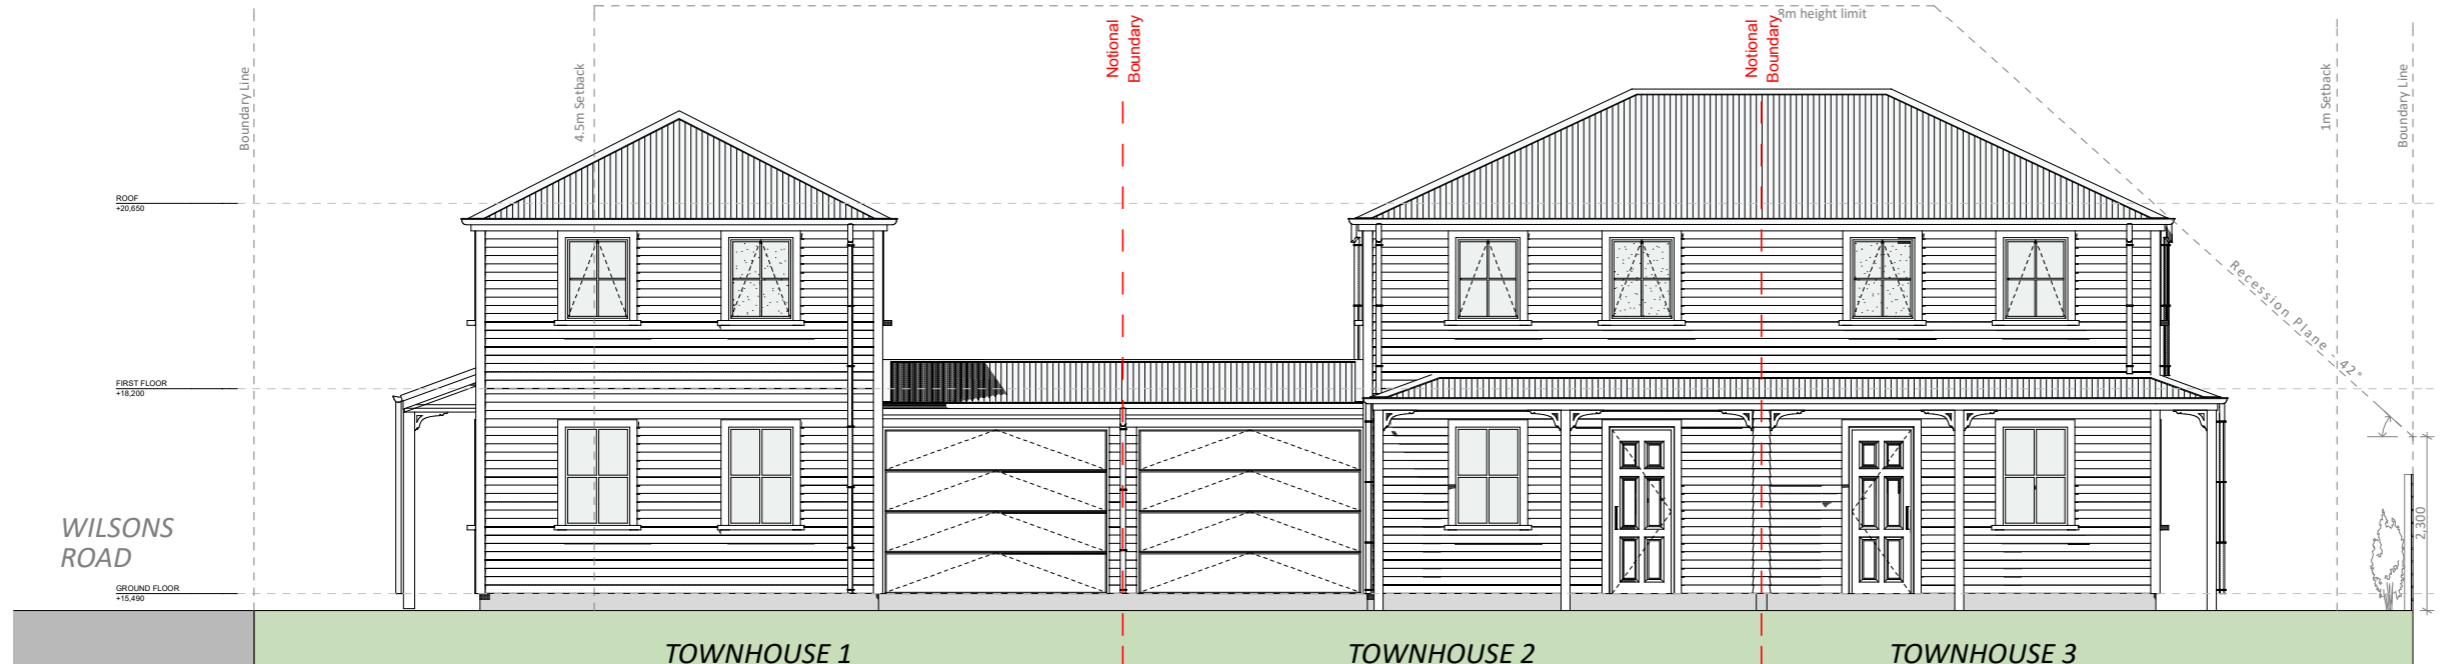 8m height limit
Notional
Boundary
Notional
Boundary
Boundary Line
4.5m Setback
1m Setback
Boundary Line
ROOF
+20,650
Recession Plane - 42°
FIRST FLOOR
+18,200
WILSONS
ROAD
2,300
GROUND FLOOR
+15,490
TOWNHOUSE 1
TOWNHOUSE 2
TOWNHOUSE 3